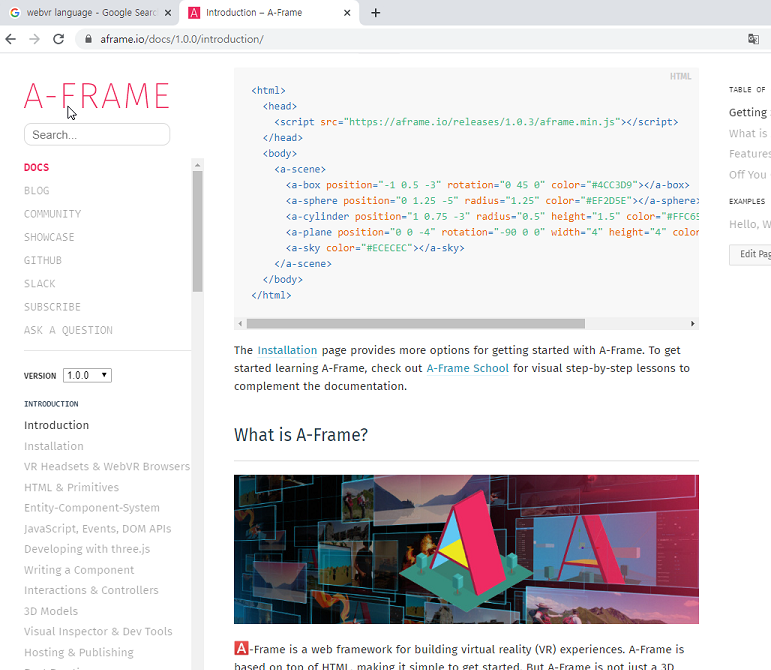 webvr language - Google Searc
Introduction – A-Frame
aframe.io/docs/1.0.0/introduction/
A-FRAME
Search...
DOCS
BLOG
COMMUNITY
SHOWCASE
GITHUB
SLACK
SUBSCRIBE
ASK A QUESTION
VERSION 1.0.0
INTRODUCTION
Introduction
Installation
VR Headsets & WebVR Browsers
HTML & Primitives
Entity-Component-System
JavaScript, Events, DOM APIs
Developing with three.js
Writing a Component
Interactions & Controllers
3D Models
Visual Inspector & Dev Tools
Hosting & Publishing
HTML
<html>
<head>
<script src="https://aframe.io/releases/1.0.3/aframe.min.js"></script>
</head>
<body>
<a-scene>
<a-box position="-1 0.5 -3" rotation="0 45 0" color="#4CC3D9"></a-box>
<a-sphere position="0 1.25 -5" radius="1.25" color="#EF2D5E"></a-sphere>
<a-cylinder position="1 0.75 -3" radius="0.5" height="1.5" color="#FFC65
<a-plane position="0 0 -4" rotation="-90 0 0" width="4" height="4" color
<a-sky color="#ECECEC"></a-sky>
</a-scene>
</body>
</html>
The Installation page provides more options for getting started with A-Frame. To get
started learning A-Frame, check out A-Frame School for visual step-by-step lessons to
complement the documentation.
What is A-Frame?
A-Frame is a web framework for building virtual reality (VR) experiences. A-Frame is
based on top of HTML, making it simple to get started. But A-Frame is not just a 3D
TABLE OF
Getting
What is
Features
Off You
EXAMPLES
Hello, W
Edit Pag